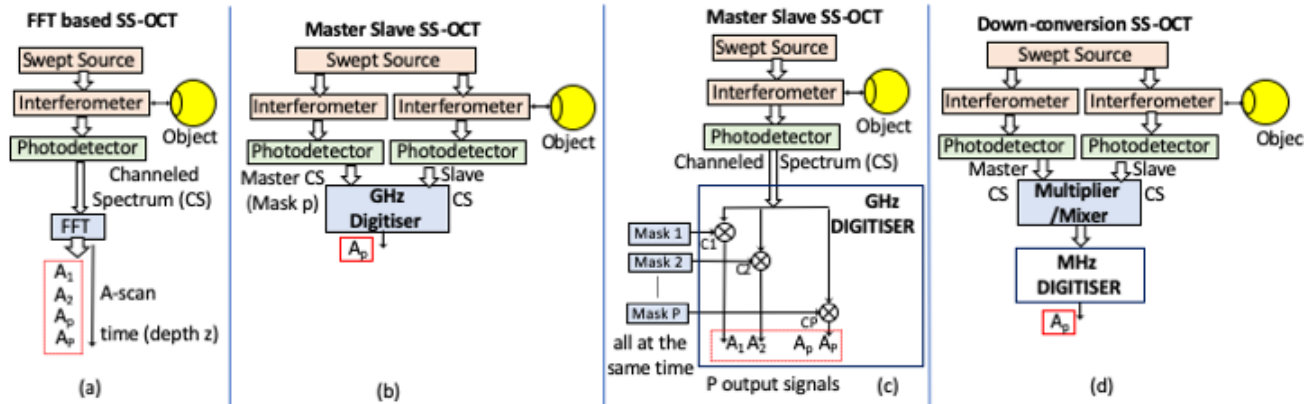 FFT based SS-OCT
Swept Source
Interferometer
Object
Photodetector
Channeled
Spectrum (CS)
FFT
A1
A2
Ap
AP
A-scan
time (depth z)
(a)
Master Slave SS-OCT
Swept Source
Interferometer
Interferometer
Object
Photodetector
Photodetector
Master CS
(Mask p)
Slave
CS
GHz
Digitiser
Ap
(b)
Master Slave SS-OCT
Swept Source
Interferometer
Object
Photodetector
Channeled Spectrum (CS)
GHz
DIGITISER
Mask 1
C1
Mask 2
C2
Mask P
CP
all at the
same time
A1 A2 Ap AP
P output signals
(c)
Down-conversion SS-OCT
Swept Source
Interferometer
Interferometer
Objec
Photodetector
Photodetector
Master
CS
Slave
CS
Multiplier
/Mixer
MHz
DIGITISER
Ap
(d)